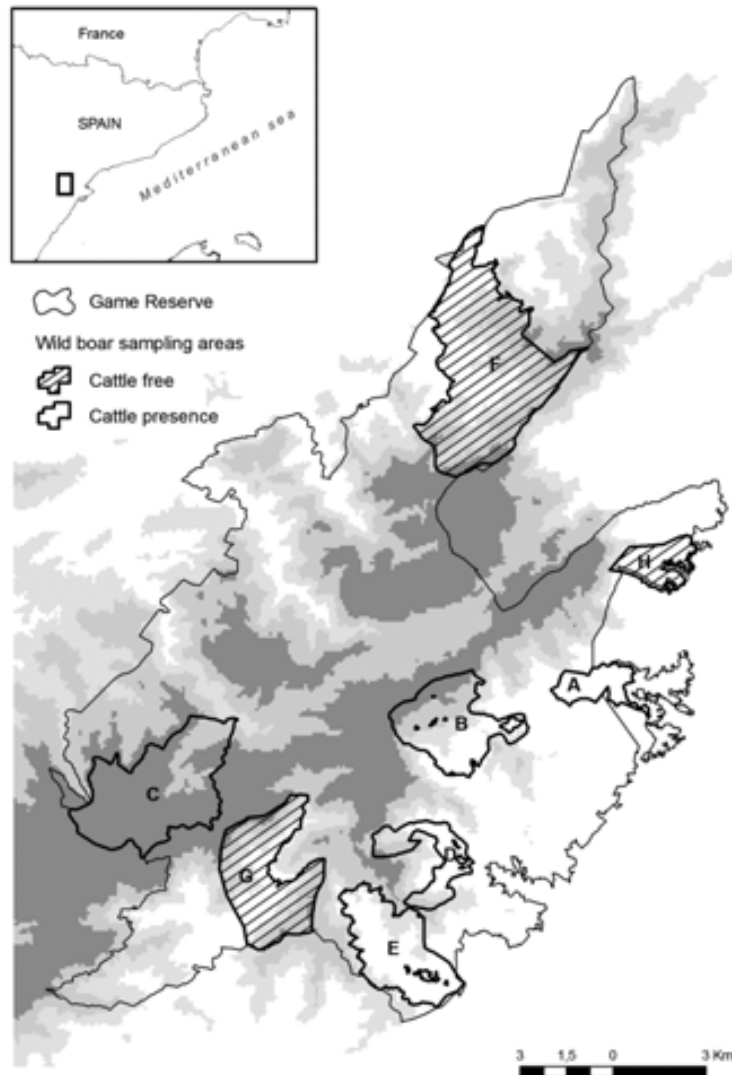 France
SPAIN
Mediterranean sea
Game Reserve
Wild boar sampling areas
Cattle free
Cattle presence
F
H
A
B
C
D
G
E
3 1,5 0 3 Km